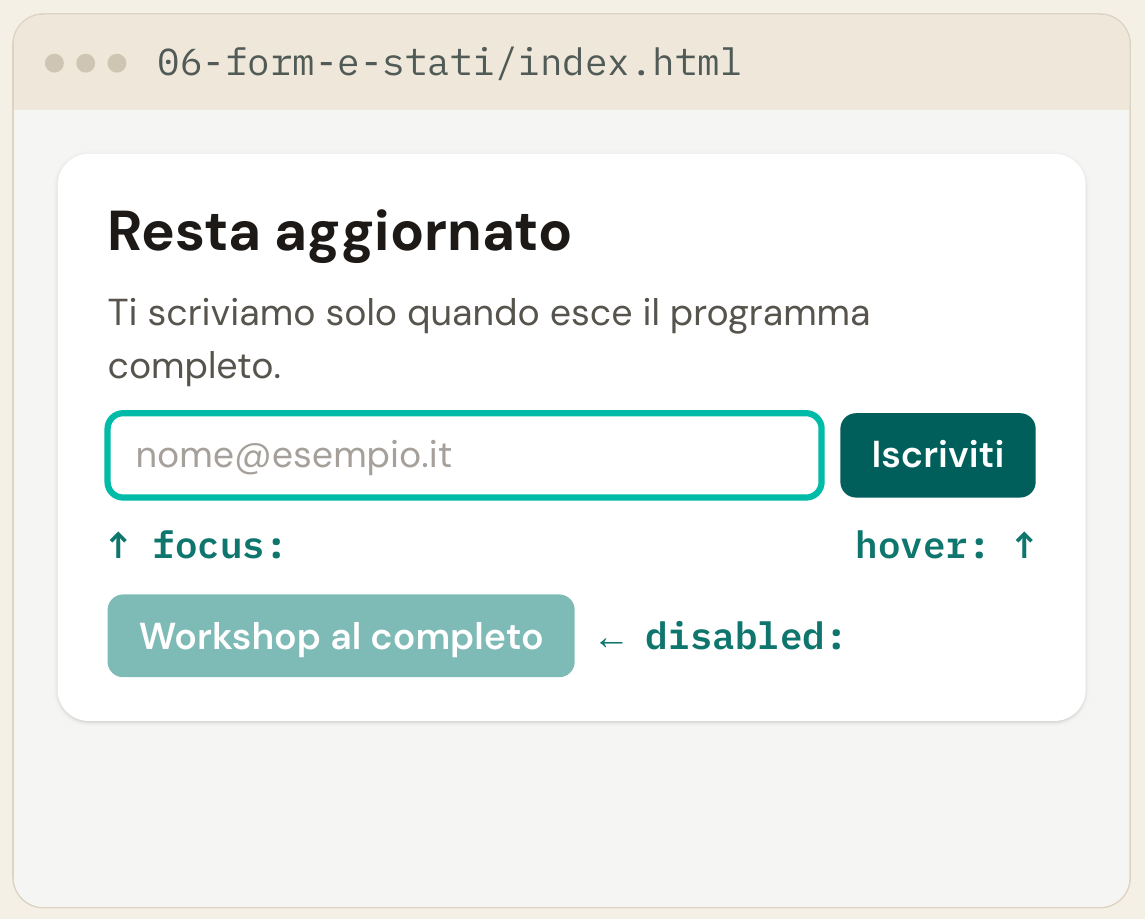 06-form-e-stati/index.html
Resta aggiornato
Ti scriviamo solo quando esce il programma
completo.
nome@esempio.it
Iscriviti
↑ focus:
hover: ↑
Workshop al completo
← disabled: